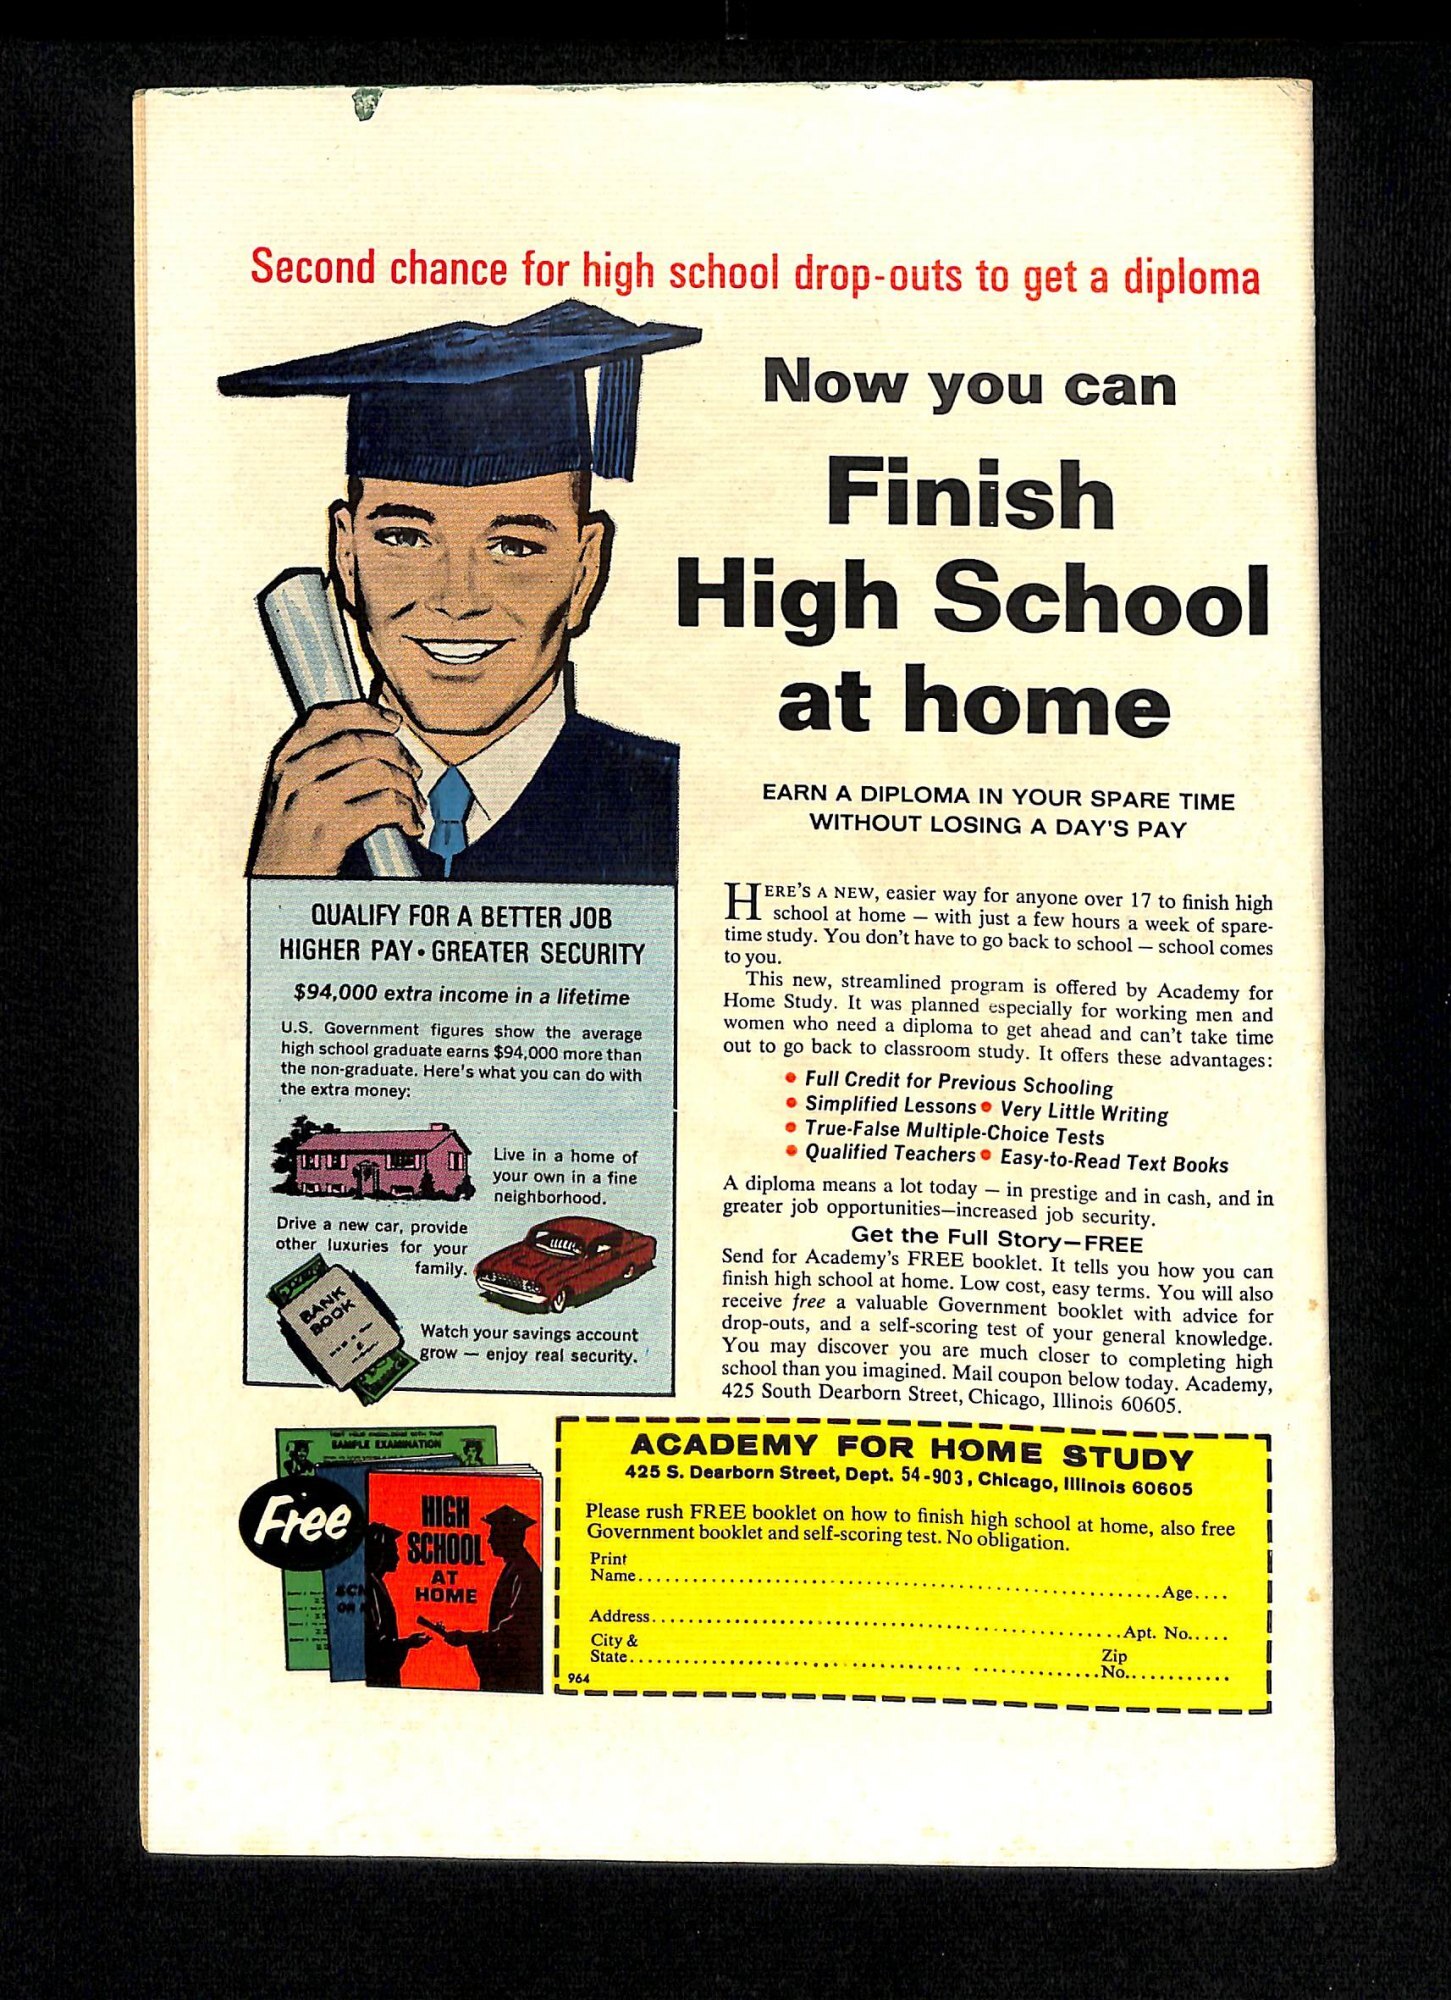 Second chance for high school drop-outs to get a diploma
Now you can
Finish
High School
at home
EARN A DIPLOMA IN YOUR SPARE TIME
WITHOUT LOSING A DAY'S PAY
HERE'S A NEW, easier way for anyone over 17 to finish high
school at home — with just a few hours a week of spare-
time study. You don't have to go back to school — school comes
to you.
This new, streamlined program is offered by Academy for
Home Study. It was planned especially for working men and
women who need a diploma to get ahead and can't take time
out to go back to classroom study. It offers these advantages:
• Full Credit for Previous Schooling
• Simplified Lessons • Very Little Writing
• True-False Multiple-Choice Tests
• Qualified Teachers • Easy-to-Read Text Books
A diploma means a lot today — in prestige and in cash, and in
greater job opportunities—increased job security.
Get the Full Story—FREE
Send for Academy's FREE booklet. It tells you how you can
finish high school at home. Low cost, easy terms. You will also
receive free a valuable Government booklet with advice for
drop-outs, and a self-scoring test of your general knowledge.
You may discover you are much closer to completing high
school than you imagined. Mail coupon below today. Academy,
425 South Dearborn Street, Chicago, Illinois 60605.
QUALIFY FOR A BETTER JOB
HIGHER PAY • GREATER SECURITY
$94,000 extra income in a lifetime
U.S. Government figures show the average
high school graduate earns $94,000 more than
the non-graduate. Here's what you can do with
the extra money:
Live in a home of
your own in a fine
neighborhood.
Drive a new car, provide
other luxuries for your
family.
BANK
BOOK
Watch your savings account
grow — enjoy real security.
SAMPLE EXAMINATION
Free
HIGH
SCHOOL
AT
HOME
ACADEMY FOR HOME STUDY
425 S. Dearborn Street, Dept. 54-903, Chicago, Illinois 60605
Please rush FREE booklet on how to finish high school at home, also free
Government booklet and self-scoring test. No obligation.
Print
Name..........Age....
Address..........Apt. No.....
City &
State..........Zip No..........
964